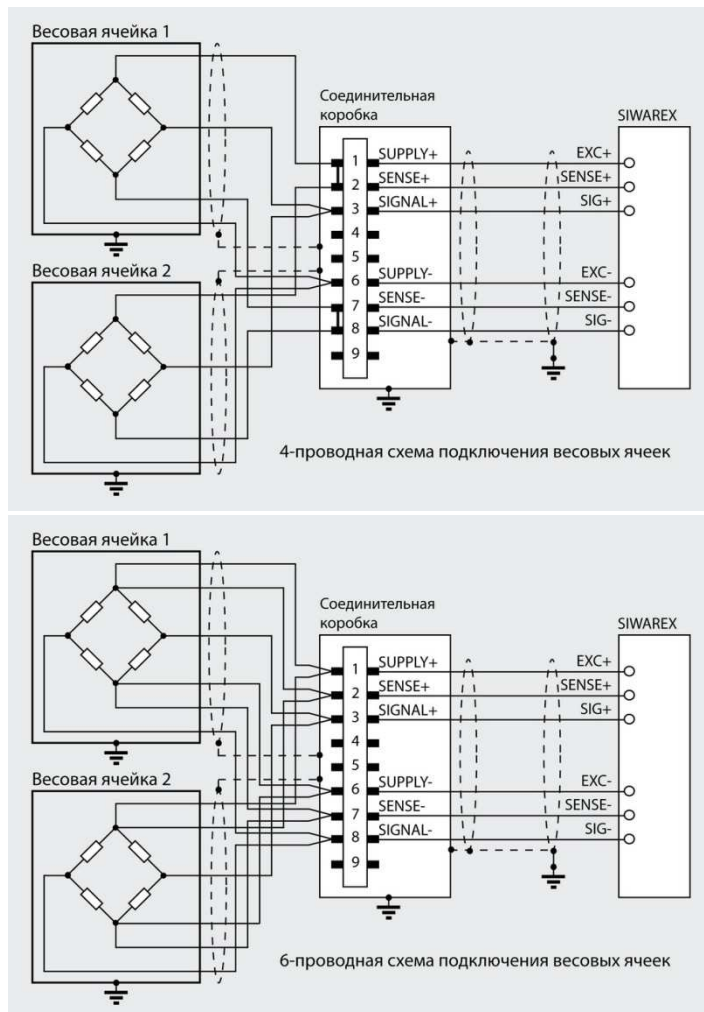 Весовая ячейка 1
Соединительная
коробка
SIWAREX
1 SUPPLY+ EXC+
2 SENSE+ SENSE+
3 SIGNAL+ SIG+
4
5
Весовая ячейка 2
6 SUPPLY- EXC-
7 SENSE- SENSE-
8 SIGNAL- SIG-
9
4-проводная схема подключения весовых ячеек
Весовая ячейка 1
Соединительная
коробка
SIWAREX
1 SUPPLY+ EXC+
2 SENSE+ SENSE+
3 SIGNAL+ SIG+
4
5
Весовая ячейка 2
6 SUPPLY- EXC-
7 SENSE- SENSE-
8 SIGNAL- SIG-
9
6-проводная схема подключения весовых ячеек